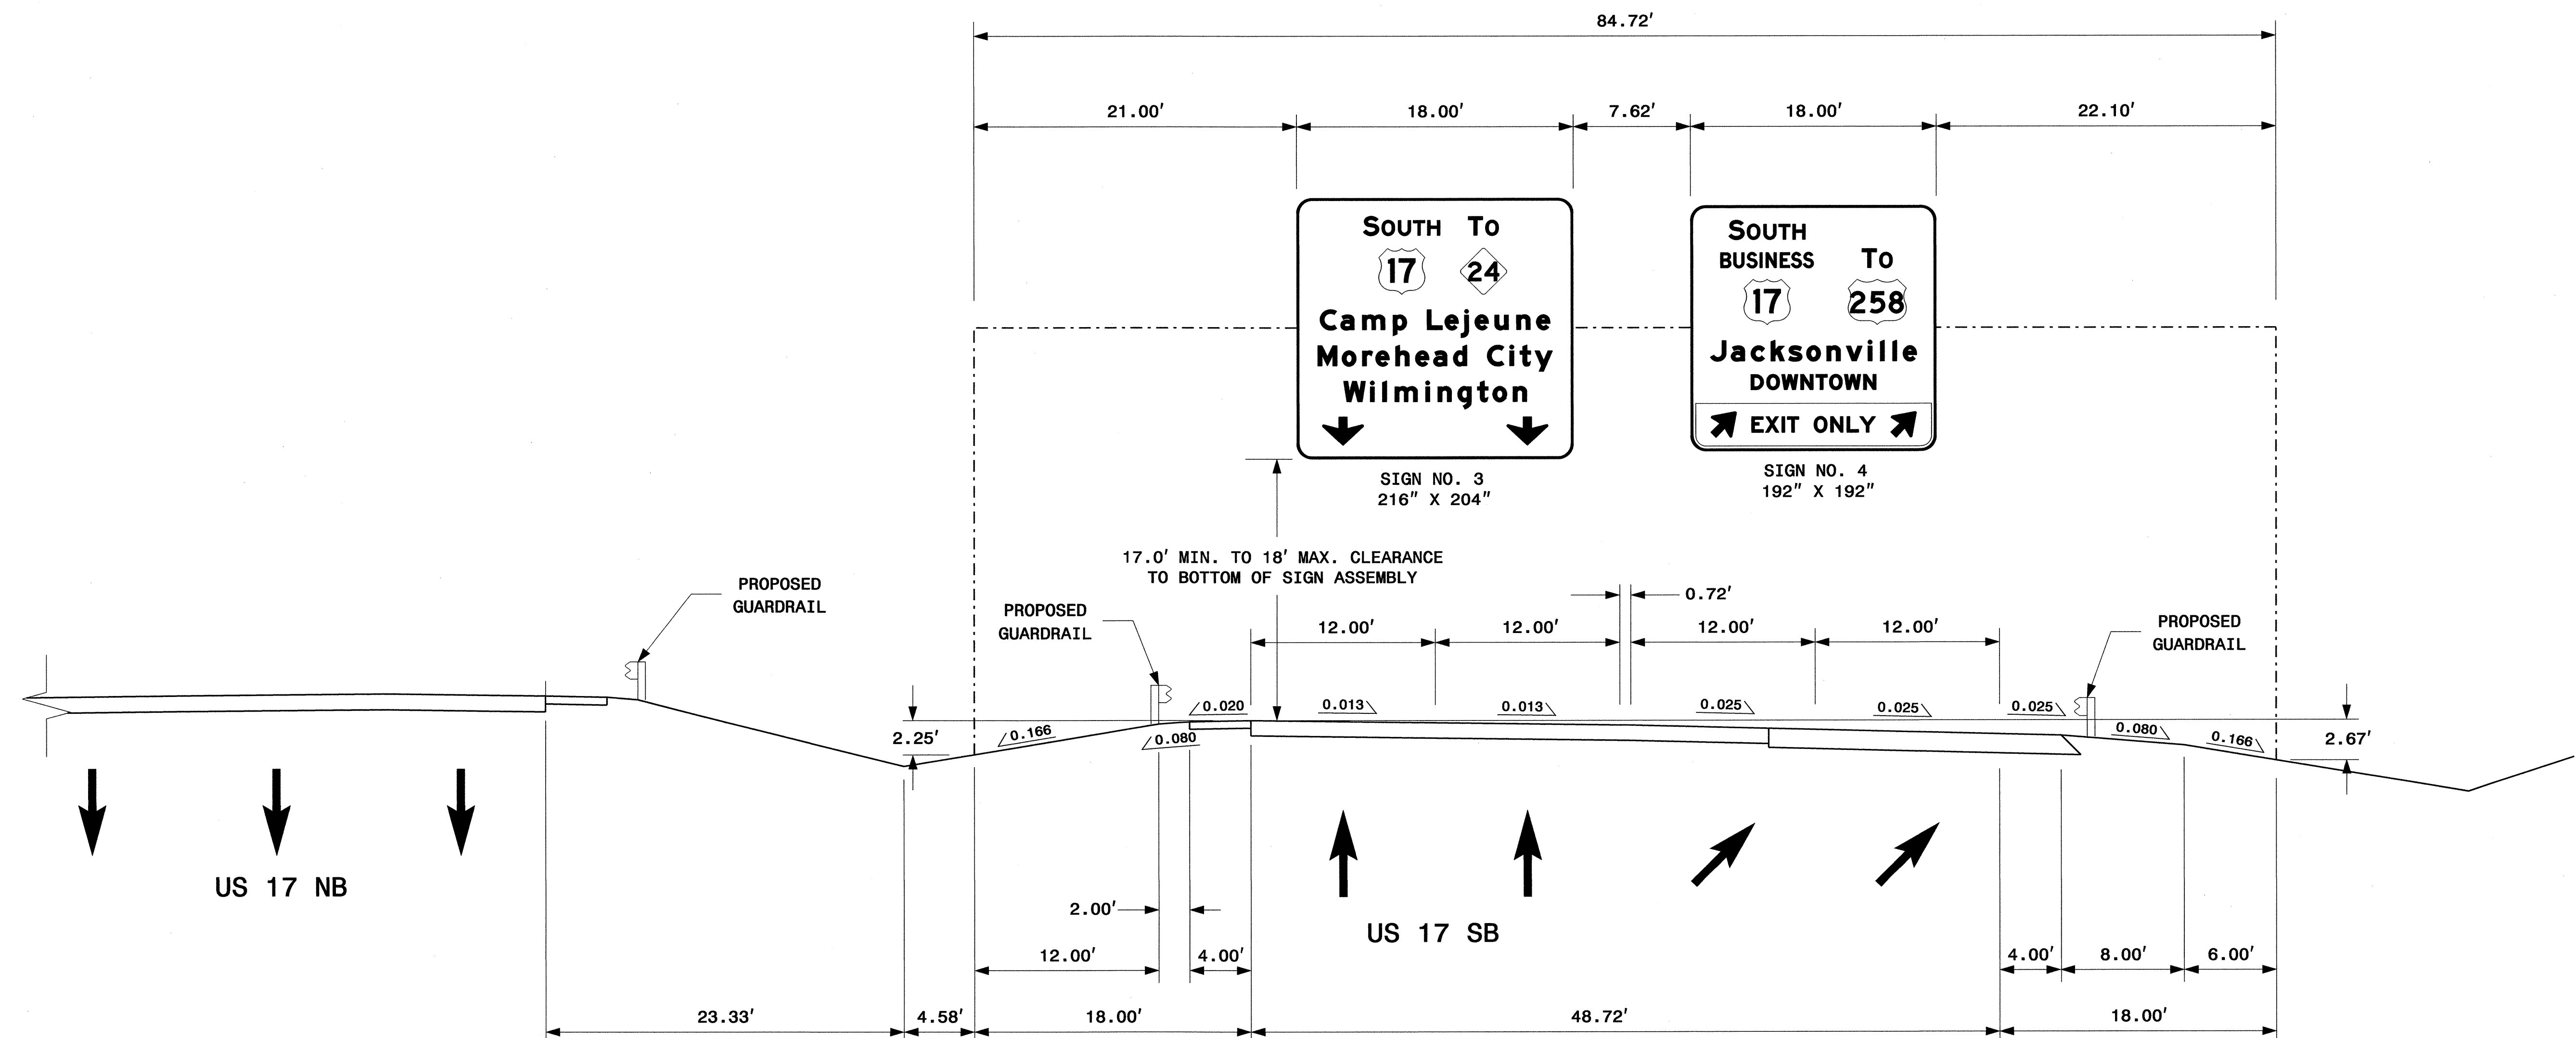 84.72'
21.00' 18.00' 7.62' 18.00' 22.10'
SOUTH TO
17 24
Camp Lejeune
Morehead City
Wilmington
SIGN NO. 3
216" X 204"
SOUTH
BUSINESS TO
17 258
Jacksonville
DOWNTOWN
EXIT ONLY
SIGN NO. 4
192" X 192"
17.0' MIN. TO 18' MAX. CLEARANCE
TO BOTTOM OF SIGN ASSEMBLY
PROPOSED
GUARDRAIL
PROPOSED
GUARDRAIL
0.72'
12.00' 12.00' 12.00' 12.00'
PROPOSED
GUARDRAIL
2.25'
0.166
0.080
0.020
0.013
0.013
0.025
0.025
0.025
0.080
0.166
2.67'
US 17 NB
US 17 SB
2.00'
12.00' 4.00' 4.00' 8.00' 6.00'
23.33' 4.58' 18.00' 48.72' 18.00'